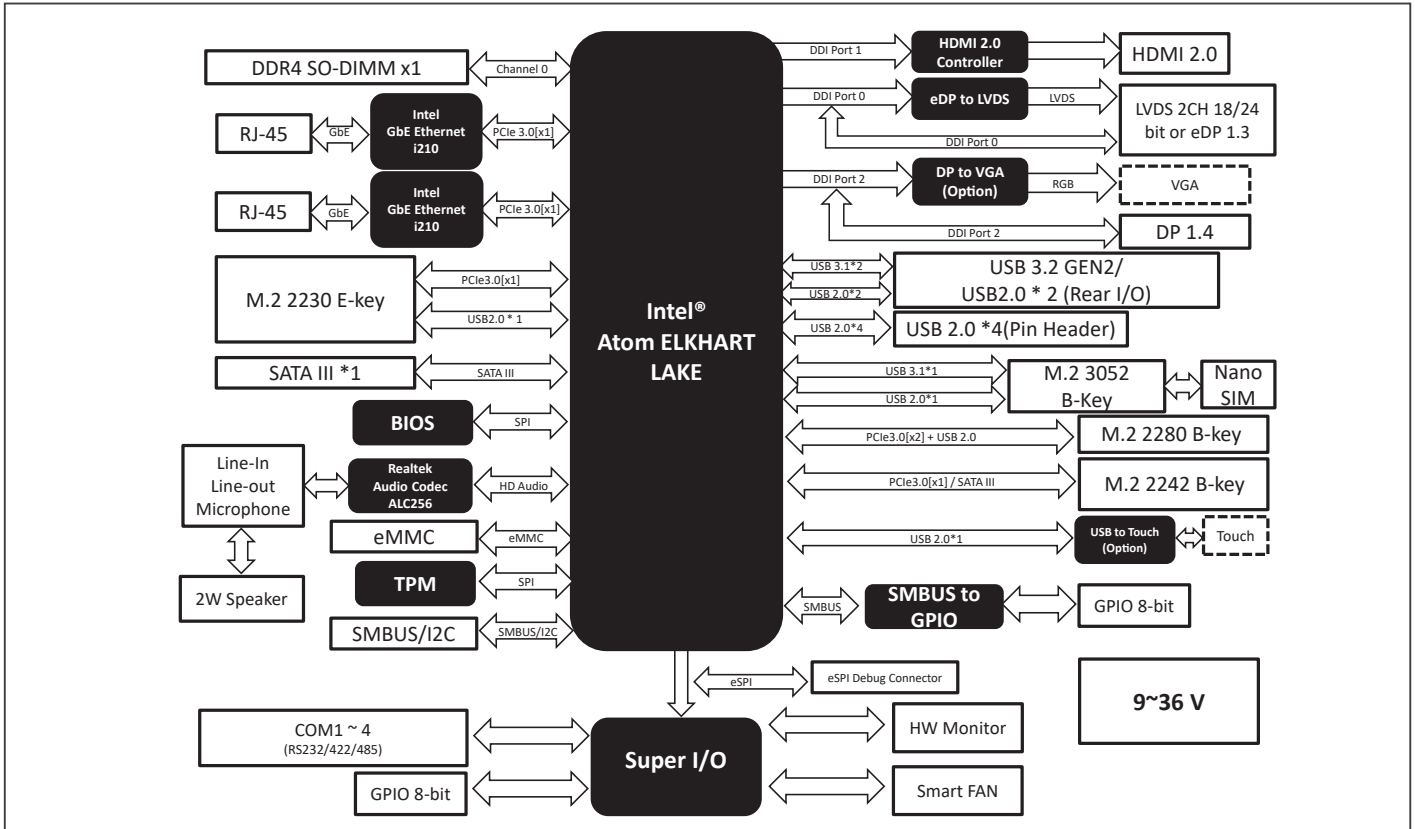 DDR4 SO-DIMM x1
Channel 0
RJ-45
GbE
Intel
GbE Ethernet
i210
PCIe 3.0[x1]
RJ-45
GbE
Intel
GbE Ethernet
i210
PCIe 3.0[x1]
M.2 2230 E-key
PCIe3.0[x1]
USB2.0 * 1
SATA III *1
SATA III
BIOS
SPI
Line-In
Line-out
Microphone
Realtek
Audio Codec
ALC256
HD Audio
2W Speaker
eMMC
eMMC
TPM
SPI
SMBUS/I2C
SMBUS/I2C
Intel®
Atom ELKHART
LAKE
DDI Port 1
HDMI 2.0
Controller
HDMI 2.0
DDI Port 0
eDP to LVDS
LVDS
LVDS 2CH 18/24
bit or eDP 1.3
DDI Port 0
DDI Port 2
DP to VGA
(Option)
RGB
VGA
DDI Port 2
DP 1.4
USB 3.1*2
USB 2.0*2
USB 3.2 GEN2/
USB2.0 * 2 (Rear I/O)
USB 2.0*4
USB 2.0 *4(Pin Header)
USB 3.1*1
USB 2.0*1
M.2 3052
B-Key
Nano
SIM
PCIe3.0[x2] + USB 2.0
M.2 2280 B-key
PCIe3.0[x1] / SATA III
M.2 2242 B-key
USB 2.0*1
USB to Touch
(Option)
Touch
SMBUS
SMBUS to
GPIO
GPIO 8-bit
eSPI
eSPI Debug Connector
9~36 V
COM1 ~ 4
(RS232/422/485)
GPIO 8-bit
Super I/O
HW Monitor
Smart FAN